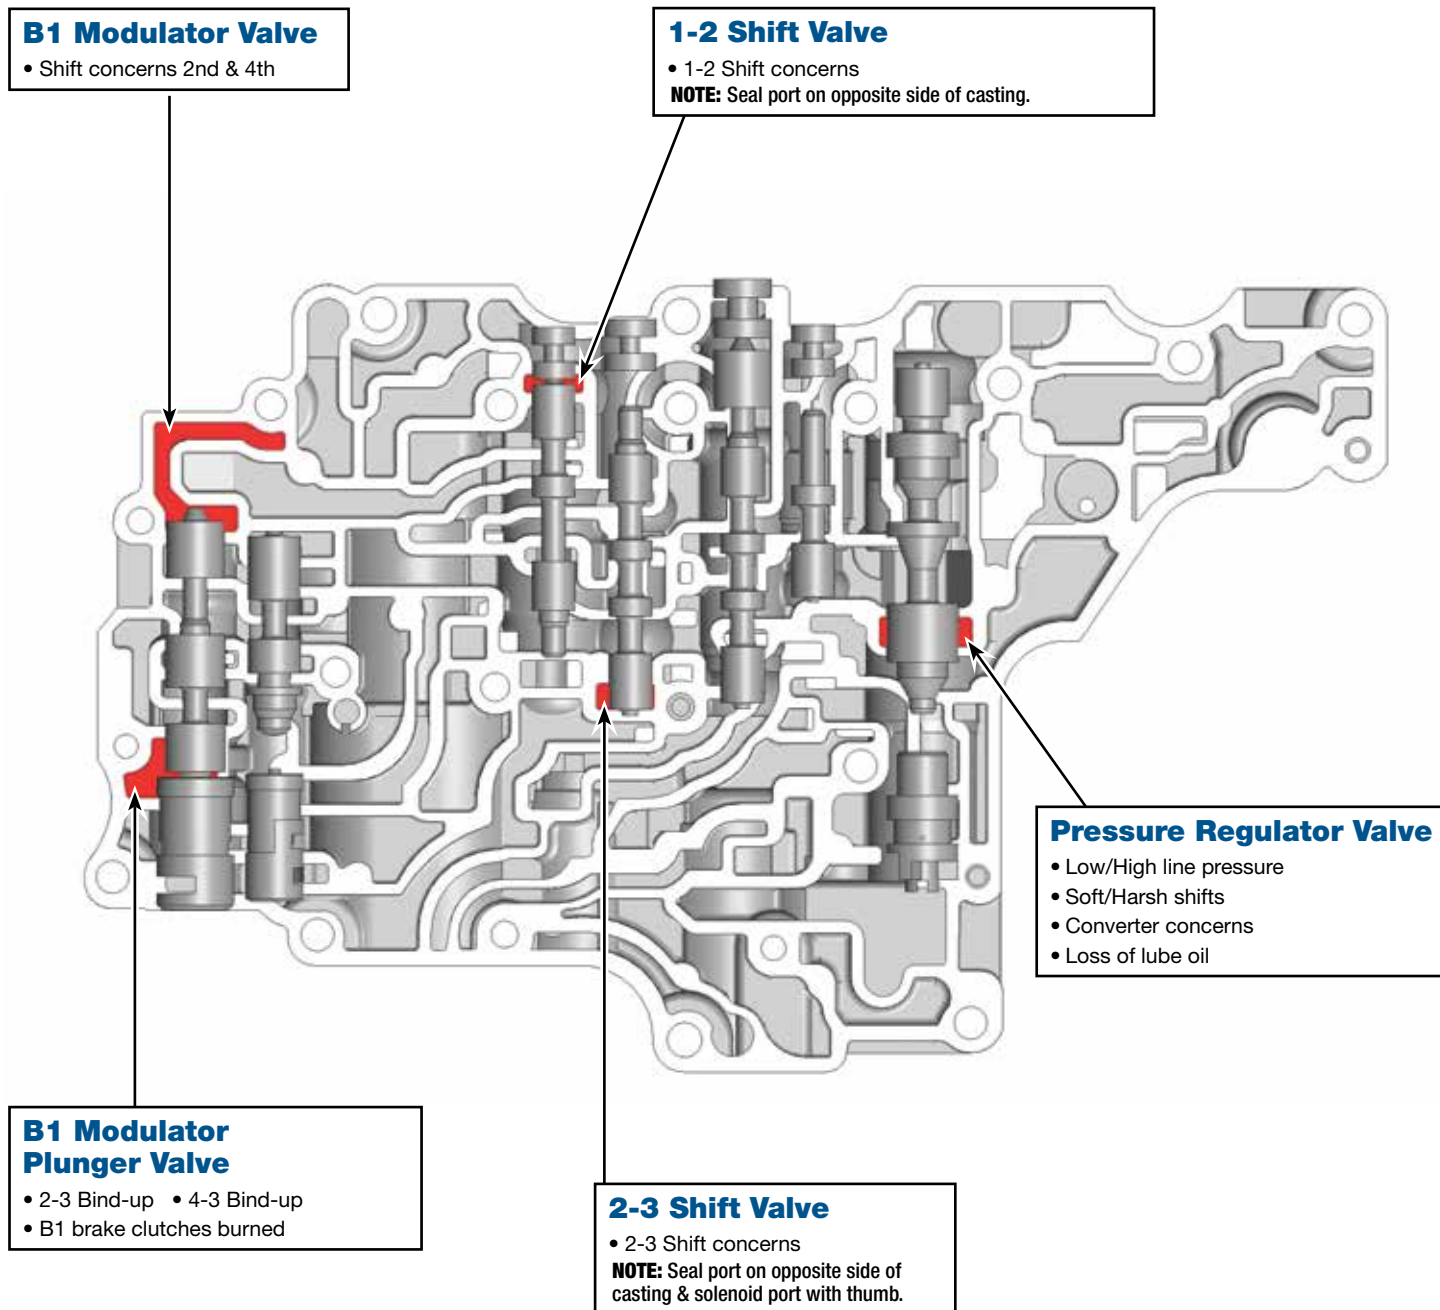 B1 Modulator Valve
• Shift concerns 2nd & 4th
1-2 Shift Valve
• 1-2 Shift concerns
NOTE: Seal port on opposite side of casting.
Pressure Regulator Valve
• Low/High line pressure
• Soft/Harsh shifts
• Converter concerns
• Loss of lube oil
B1 Modulator
Plunger Valve
• 2-3 Bind-up • 4-3 Bind-up
• B1 brake clutches burned
2-3 Shift Valve
• 2-3 Shift concerns
NOTE: Seal port on opposite side of
casting & solenoid port with thumb.